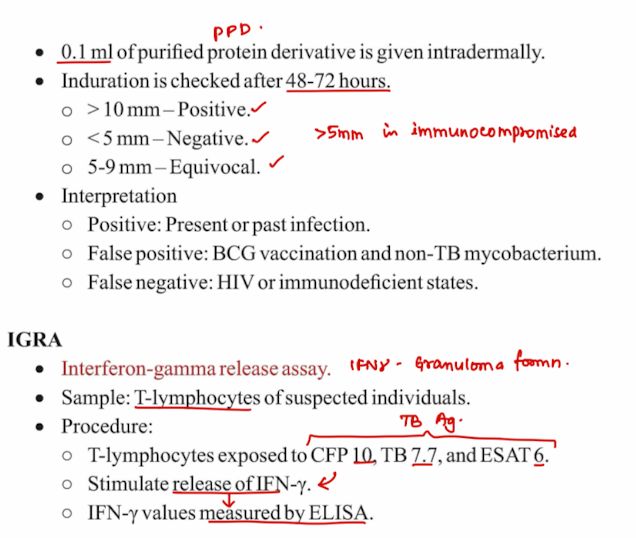 PPD.
• 0.1 ml of purified protein derivative is given intradermally.
• Induration is checked after 48-72 hours.
○ > 10 mm – Positive.✓
○ <5 mm – Negative.✓ >5mm in immunocompromised
○ 5-9 mm – Equivocal. ✓
• Interpretation
○ Positive: Present or past infection.
○ False positive: BCG vaccination and non-TB mycobacterium.
○ False negative: HIV or immunodeficient states.
IGRA
• Interferon-gamma release assay. IFNγ - Granuloma formn.
• Sample: T-lymphocytes of suspected individuals.
• Procedure:
TB Ag.
○ T-lymphocytes exposed to CFP 10, TB 7.7, and ESAT 6.
○ Stimulate release of IFN-γ.
○ IFN-γ values measured by ELISA.